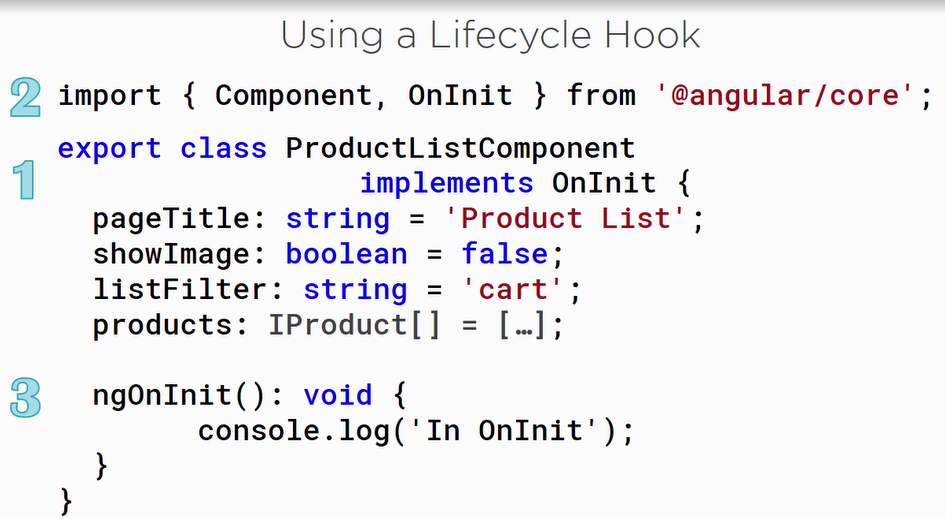 Using a Lifecycle Hook
2 import { Component, OnInit } from '@angular/core';
export class ProductListComponent
1 implements OnInit {
pageTitle: string = 'Product List';
showImage: boolean = false;
listFilter: string = 'cart';
products: IProduct[] = […];
3 ngOnInit(): void {
console.log('In OnInit');
}
}